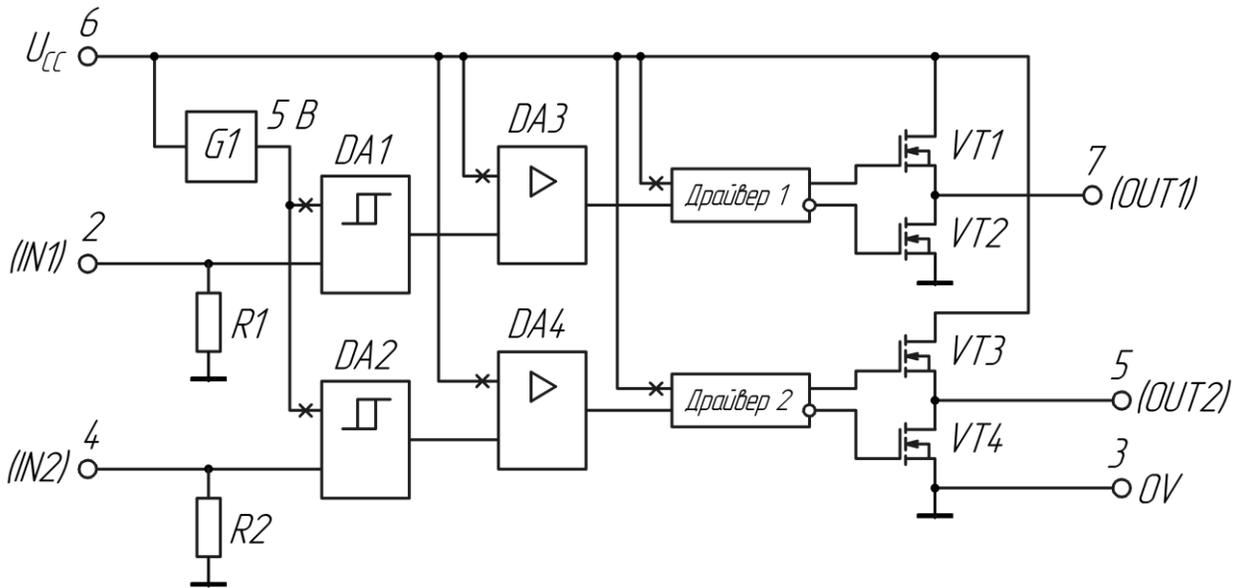 6
U_CC
G1
5 В
DA1
DA3
VT1
7
(OUT1)
Драйвер 1
2
(IN1)
VT2
R1
DA2
DA4
VT3
5
(OUT2)
Драйвер 2
4
(IN2)
VT4
3
0V
R2